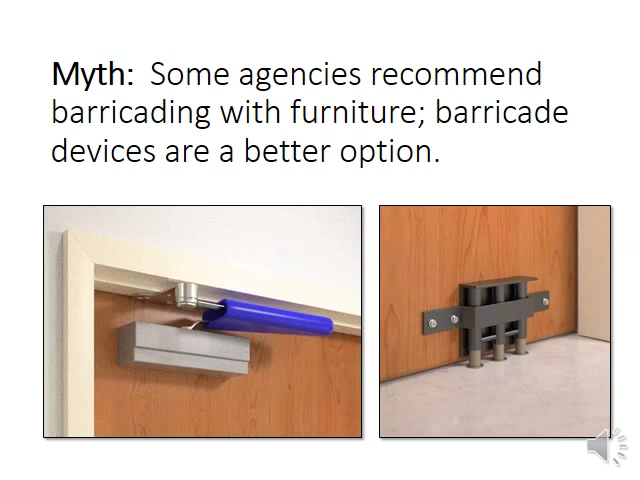 Myth:  Some agencies recommend
barricading with furniture; barricade
devices are a better option.